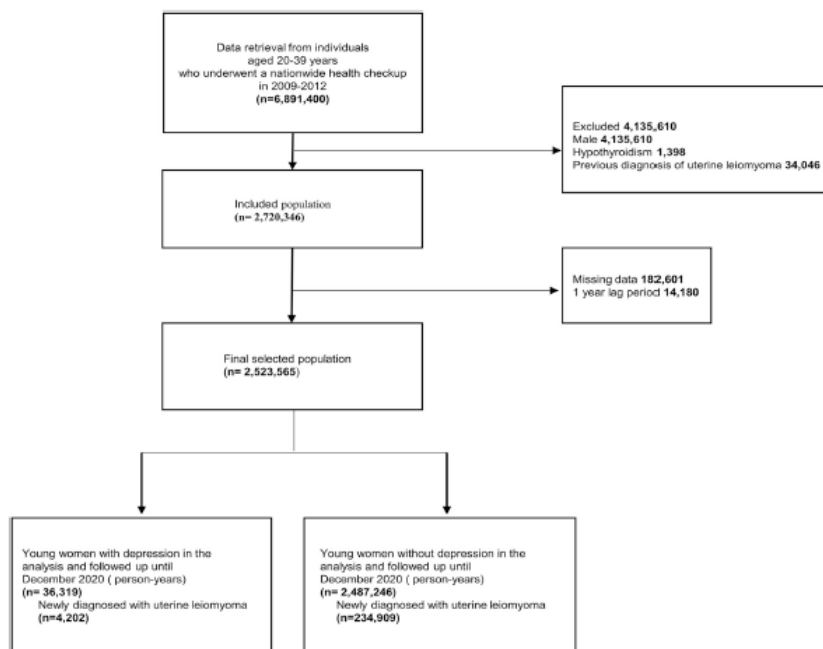 Data retrieval from individuals
aged 20-39 years
who underwent a nationwide health checkup
in 2009-2012
(n=6,891,400)
Excluded 4,135,610
Male 4,135,610
Hypothyroidism 1,398
Previous diagnosis of uterine leiomyoma 34,046
Included population
(n= 2,720,346)
Missing data 182,601
1 year lag period 14,180
Final selected population
(n= 2,523,565)
Young women with depression in the
analysis and followed up until
December 2020 ( person-years)
(n= 36,319)
Newly diagnosed with uterine leiomyoma
(n=4,202)
Young women without depression in the
analysis and followed up until
December 2020 ( person-years)
(n= 2,487,246)
Newly diagnosed with uterine leiomyoma
(n=234,909)